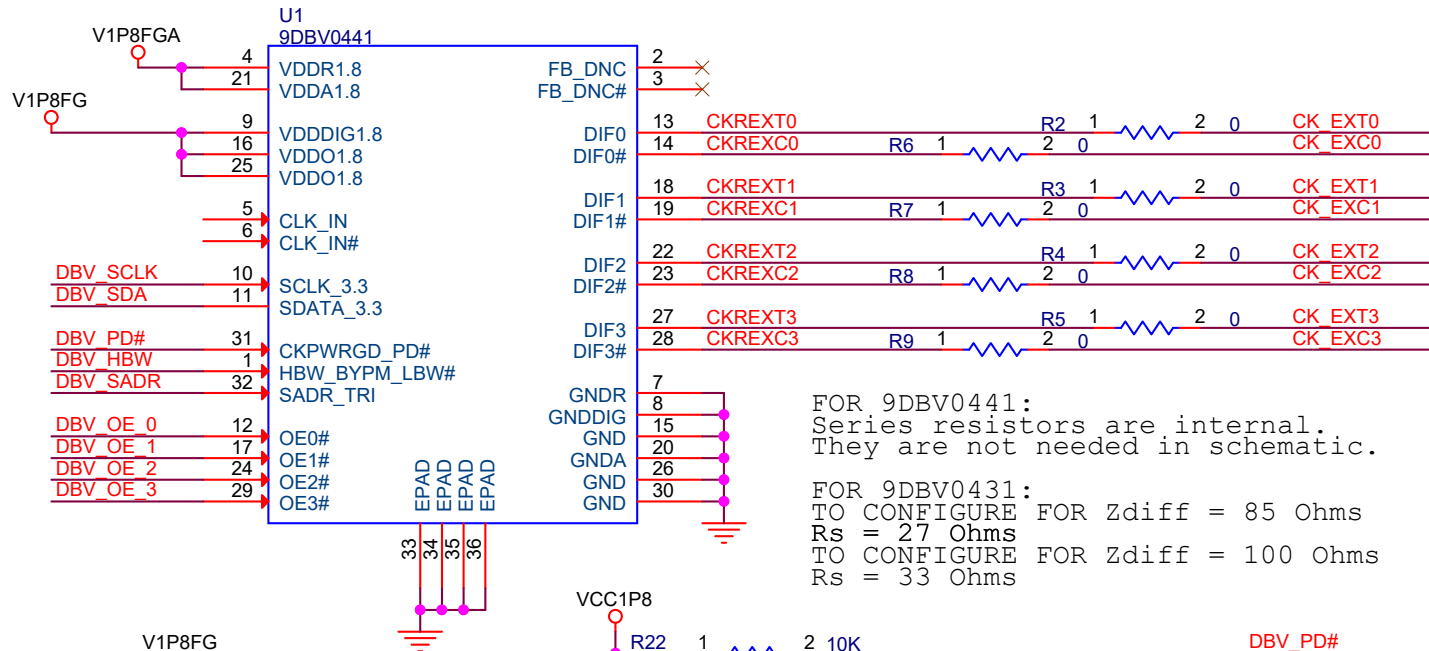 U1
9DBV0441
V1P8FGA
V1P8FG
4 VDDR1.8
21 VDDA1.8
9 VDDDIG1.8
16 VDDO1.8
25 VDDO1.8
5 CLK_IN
6 CLK_IN#
DBV_SCLK 10 SCLK_3.3
DBV_SDA 11 SDATA_3.3
DBV_PD# 31 CKPWRGD_PD#
DBV_HBW 1 HBW_BYPM_LBW#
DBV_SADR 32 SADR_TRI
DBV_OE_0 12 OE0#
DBV_OE_1 17 OE1#
DBV_OE_2 24 OE2#
DBV_OE_3 29 OE3#
EPAD EPAD EPAD EPAD
33 34 35 36
FB_DNC 2
FB_DNC# 3
DIF0 13 CKREXT0 R2 1 2 0 CK_EXT0
DIF0# 14 CKREXC0 R6 1 2 0 CK_EXC0
DIF1 18 CKREXT1 R3 1 2 0 CK_EXT1
DIF1# 19 CKREXC1 R7 1 2 0 CK_EXC1
DIF2 22 CKREXT2 R4 1 2 0 CK_EXT2
DIF2# 23 CKREXC2 R8 1 2 0 CK_EXC2
DIF3 27 CKREXT3 R5 1 2 0 CK_EXT3
DIF3# 28 CKREXC3 R9 1 2 0 CK_EXC3
GNDR 7
GNDDIG 8
GND 15
GNDA 20
GND 26
GND 30
FOR 9DBV0441:
Series resistors are internal.
They are not needed in schematic.
FOR 9DBV0431:
TO CONFIGURE FOR Zdiff = 85 Ohms
Rs = 27 Ohms
TO CONFIGURE FOR Zdiff = 100 Ohms
Rs = 33 Ohms
V1P8FG
VCC1P8
R22 1 2 10K
DBV_PD#